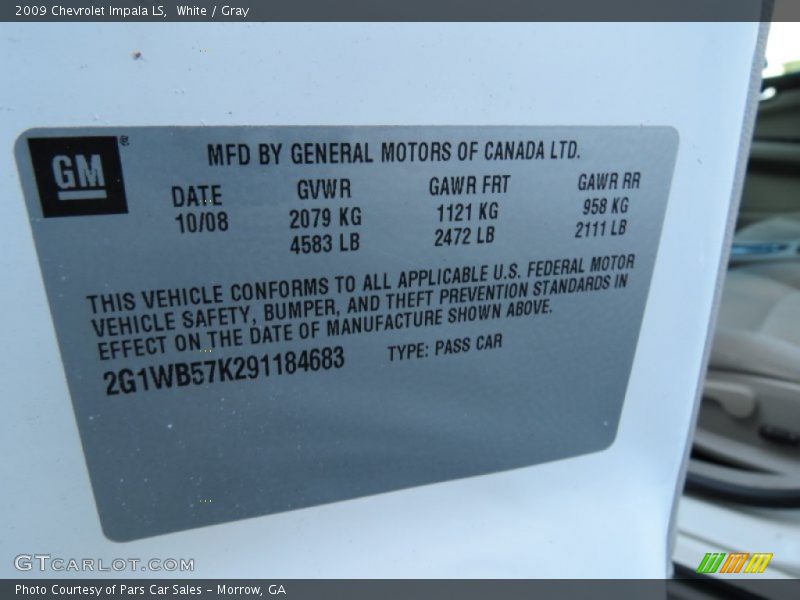 2009 Chevrolet Impala LS, White / Gray
GM®
MFD BY GENERAL MOTORS OF CANADA LTD.
DATE GVWR GAWR FRT GAWR RR
10/08 2079 KG 1121 KG 958 KG
4583 LB 2472 LB 2111 LB
THIS VEHICLE CONFORMS TO ALL APPLICABLE U.S. FEDERAL MOTOR
VEHICLE SAFETY, BUMPER, AND THEFT PREVENTION STANDARDS IN
EFFECT ON THE DATE OF MANUFACTURE SHOWN ABOVE.
2G1WB57K291184683 TYPE: PASS CAR
GTCARLOT.COM
Photo Courtesy of Pars Car Sales - Morrow, GA